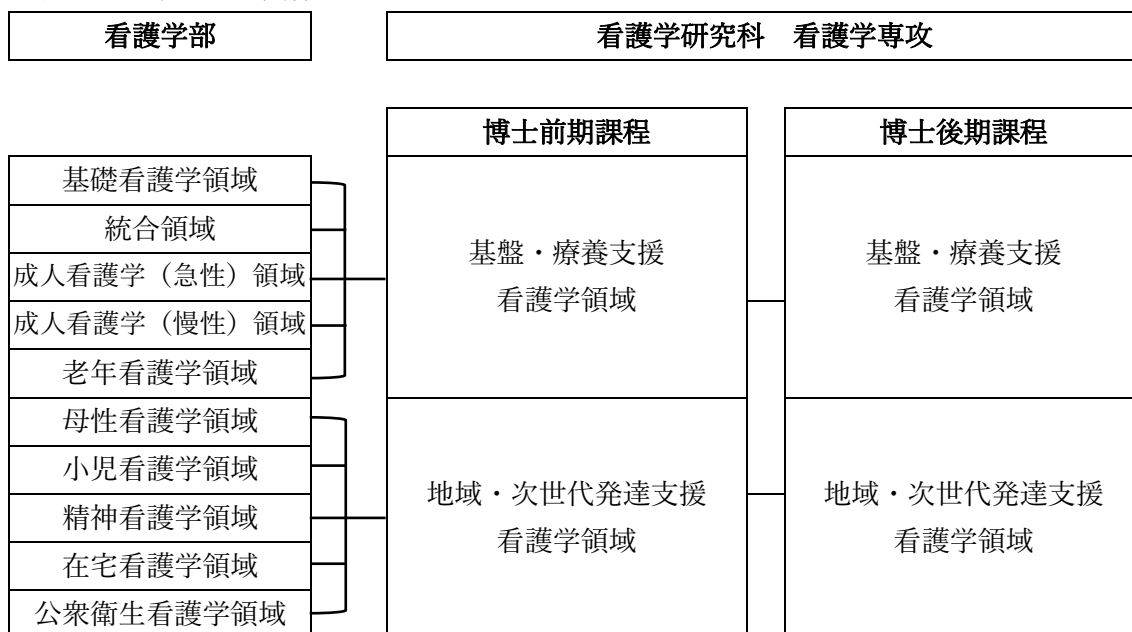 看護学部
看護学研究科　看護学専攻
博士前期課程
博士後期課程
基礎看護学領域
統合領域
成人看護学（急性）領域
成人看護学（慢性）領域
老年看護学領域
母性看護学領域
小児看護学領域
精神看護学領域
在宅看護学領域
公衆衛生看護学領域
基盤・療養支援
看護学領域
地域・次世代発達支援
看護学領域
基盤・療養支援
看護学領域
地域・次世代発達支援
看護学領域